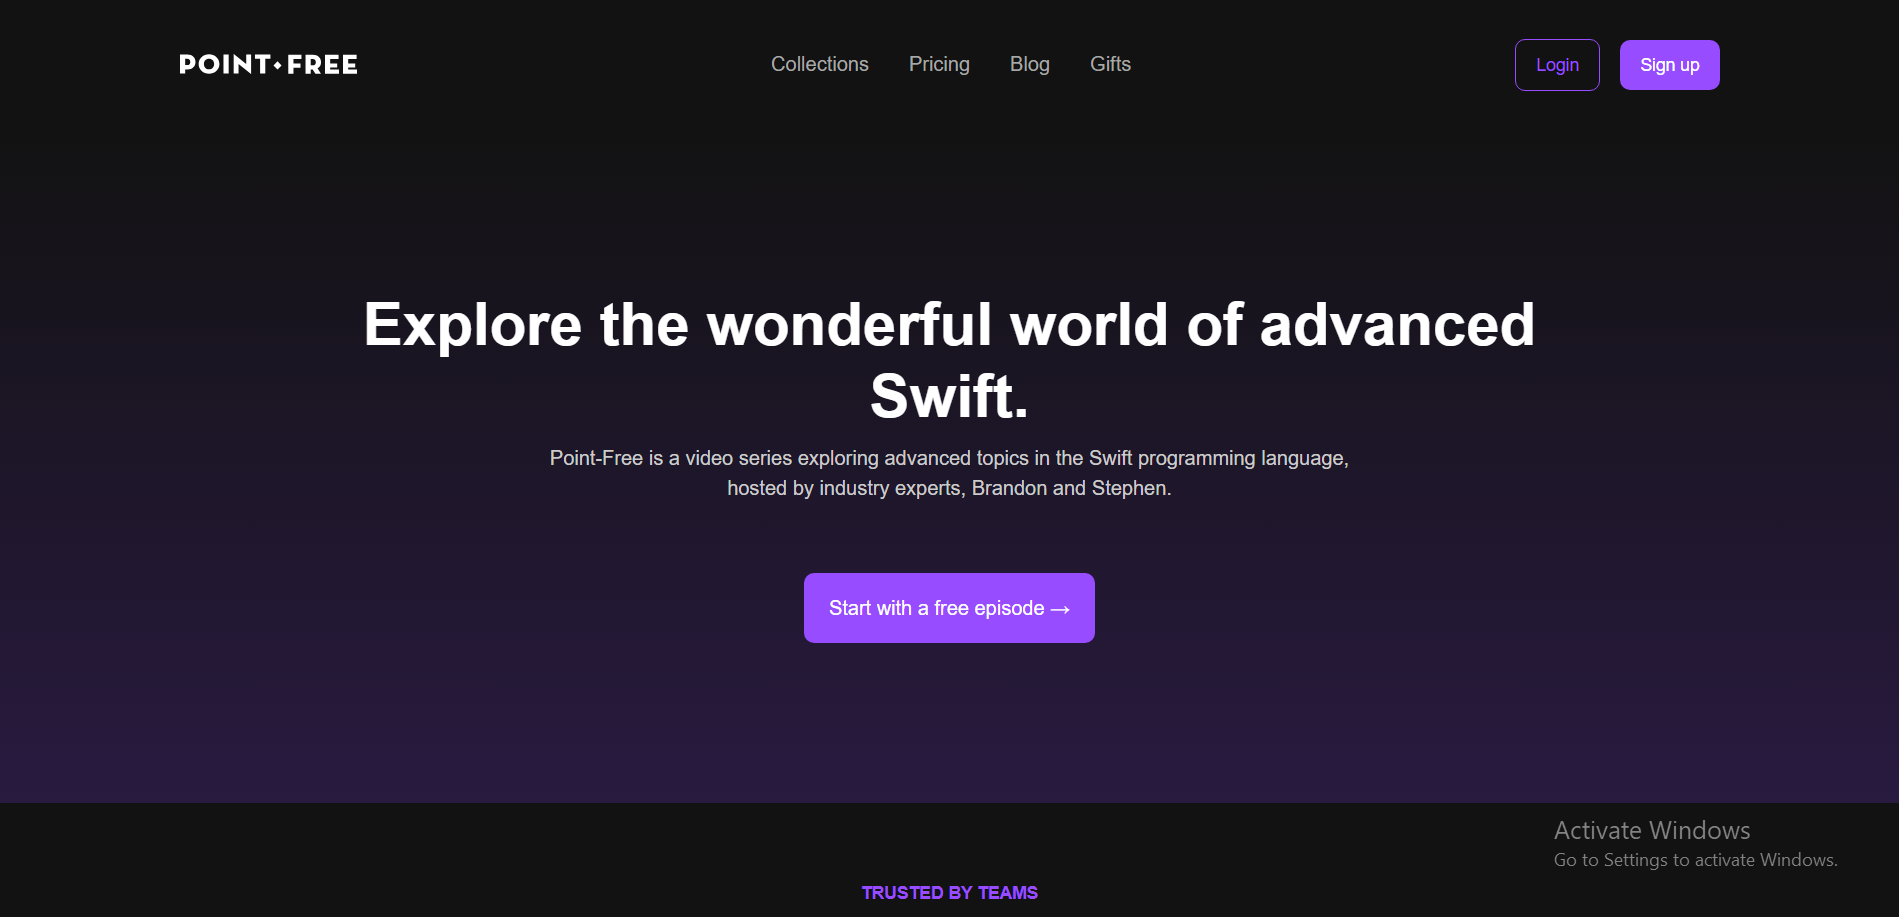 POINT◆FREE
Collections
Pricing
Blog
Gifts
Login
Sign up
Explore the wonderful world of advanced
Swift.
Point-Free is a video series exploring advanced topics in the Swift programming language,
hosted by industry experts, Brandon and Stephen.
Start with a free episode →
Activate Windows
Go to Settings to activate Windows.
TRUSTED BY TEAMS